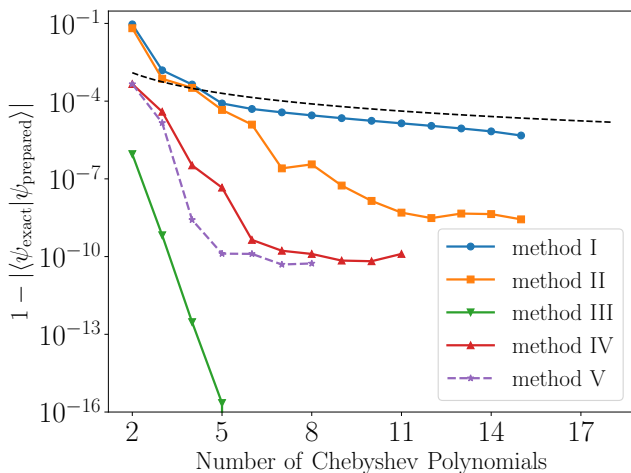 10⁻¹
10⁻⁴
10⁻⁷
10⁻¹⁰
10⁻¹³
10⁻¹⁶
1 − |⟨ψ_exact|ψ_prepared⟩|
method I
method II
method III
method IV
method V
2 5 8 11 14 17
Number of Chebyshev Polynomials